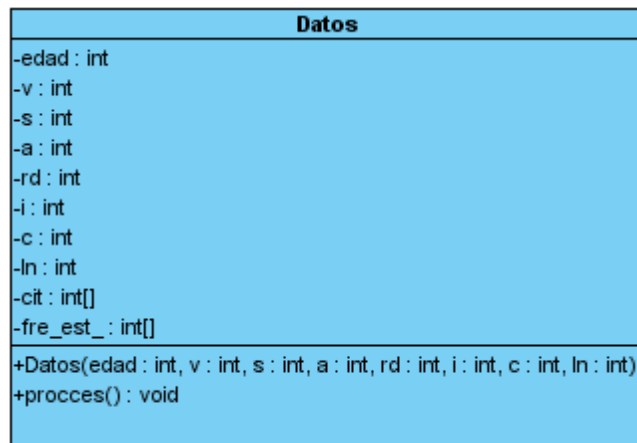 Datos
-edad : int
-v : int
-s : int
-a : int
-rd : int
-i : int
-c : int
-ln : int
-cit : int[]
-fre_est_ : int[]
+Datos(edad : int, v : int, s : int, a : int, rd : int, i : int, c : int, ln : int)
+procces() : void